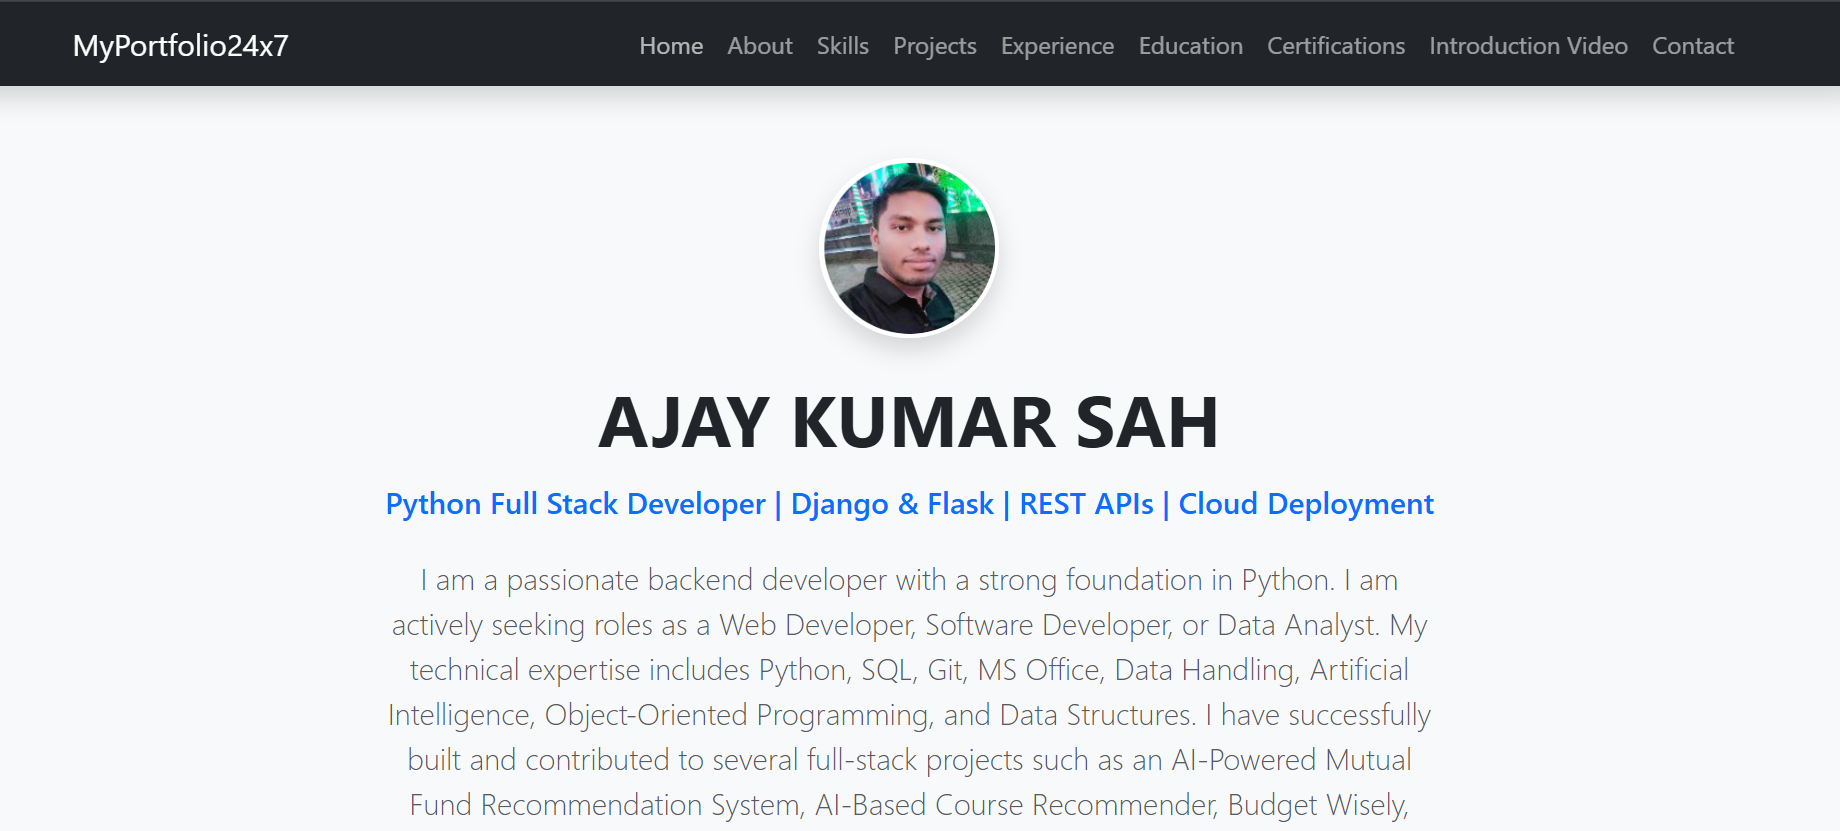 MyPortfolio24x7
Home About Skills Projects Experience Education Certifications Introduction Video Contact
AJAY KUMAR SAH
Python Full Stack Developer | Django & Flask | REST APIs | Cloud Deployment
I am a passionate backend developer with a strong foundation in Python. I am
actively seeking roles as a Web Developer, Software Developer, or Data Analyst. My
technical expertise includes Python, SQL, Git, MS Office, Data Handling, Artificial
Intelligence, Object-Oriented Programming, and Data Structures. I have successfully
built and contributed to several full-stack projects such as an AI-Powered Mutual
Fund Recommendation System, AI-Based Course Recommender, Budget Wisely,